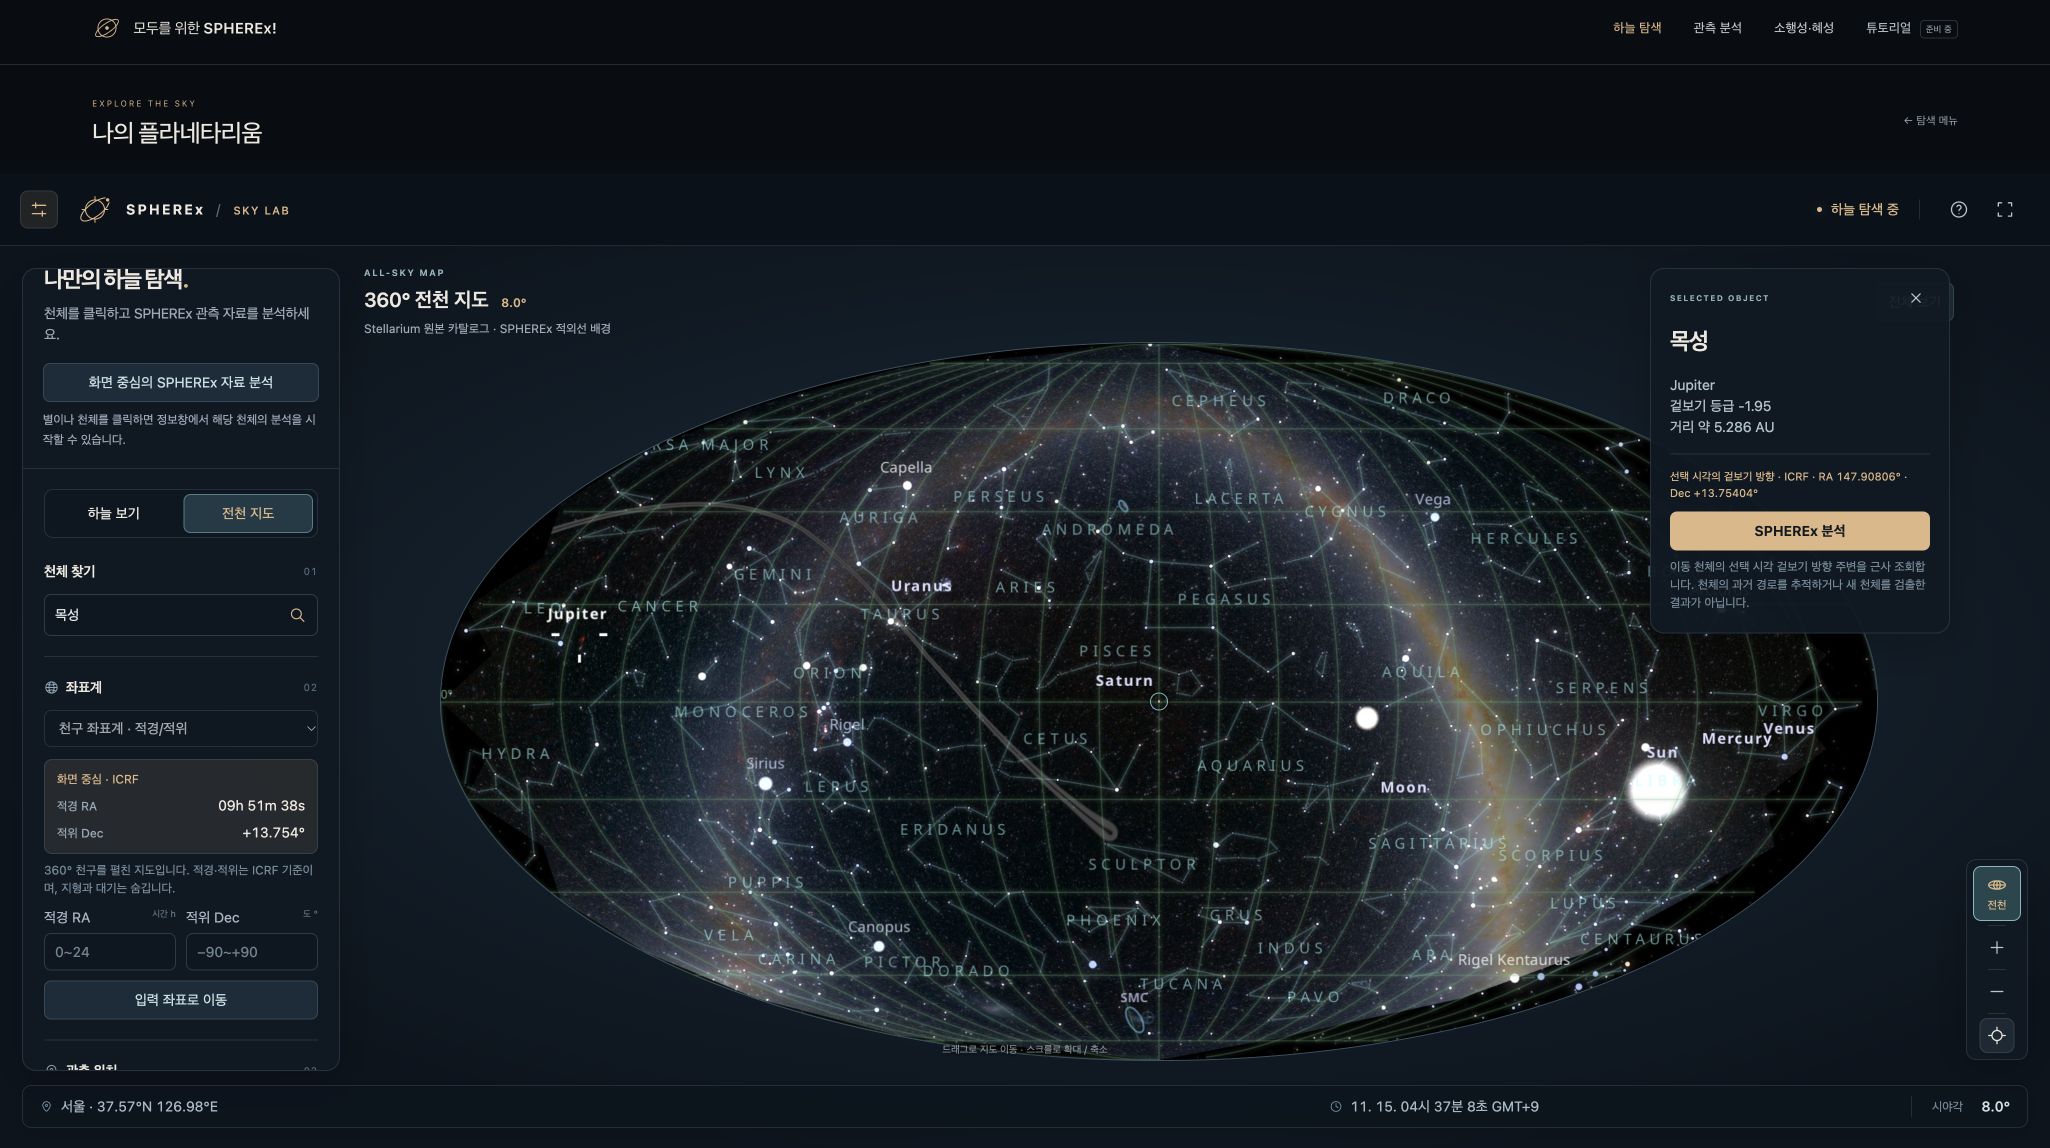 모두를 위한 SPHEREx!
하늘 탐색
관측 분석
소행성·혜성
튜토리얼
준비 중
EXPLORE THE SKY
나의 플라네타리움
← 탐색 메뉴
SPHEREx / SKY LAB
하늘 탐색 중
나만의 하늘 탐색.
천체를 클릭하고 SPHEREx 관측 자료를 분석하세
요.
화면 중심의 SPHEREx 자료 분석
별이나 천체를 클릭하면 정보창에서 해당 천체의 분석을 시
작할 수 있습니다.
하늘 보기
전천 지도
천체 찾기
01
목성
좌표계
02
천구 좌표계 · 적경/적위
화면 중심 · ICRF
적경 RA
09h 51m 38s
적위 Dec
+13.754°
360° 천구를 펼친 지도입니다. 적경·적위는 ICRF 기준이
며, 지형과 대기는 숨깁니다.
적경 RA
시간 h
적위 Dec
도 °
0~24
−90~+90
입력 좌표로 이동
관측 위치
03
ALL-SKY MAP
360° 전천 지도 8.0°
Stellarium 원본 카탈로그 · SPHEREx 적외선 배경
CEPHEUS
DRACO
RSA MAJOR
LYNX
Capella
PERSEUS
LACERTA
CYGNUS
Vega
AURIGA
ANDROMEDA
HERCULES
GEMINI
Uranus
ARIES
PEGASUS
LEO
Jupiter
CANCER
TAURUS
PISCES
ORION
Saturn
AQUILA
SERPENS
MONOCEROS
Rigel
0°
VIRGO
Venus
OPHIUCHUS
Mercury
HYDRA
CETUS
Sun
Sirius
AQUARIUS
LIBRA
LEPUS
Moon
ERIDANUS
SAGITTARIUS
SCORPIUS
SCULPTOR
PUPPIS
LUPUS
PHOENIX
GRUS
Canopus
VELA
CENTAURUS
INDUS
CARINA
PICTOR
DORADO
ARA
Rigel Kentaurus
TUCANA
SMC
PAVO
드래그로 지도 이동 · 스크롤로 확대 / 축소
SELECTED OBJECT
목성
Jupiter
겉보기 등급 -1.95
거리 약 5.286 AU
선택 시각의 겉보기 방향 · ICRF · RA 147.90806° ·
Dec +13.75404°
SPHEREx 분석
이동 천체의 선택 시각 겉보기 방향 주변을 근사 조회합
니다. 천체의 과거 경로를 추적하거나 새 천체를 검출한
결과가 아닙니다.
전천
서울 · 37.57°N 126.98°E
11. 15. 04시 37분 8초 GMT+9
시야각
8.0°